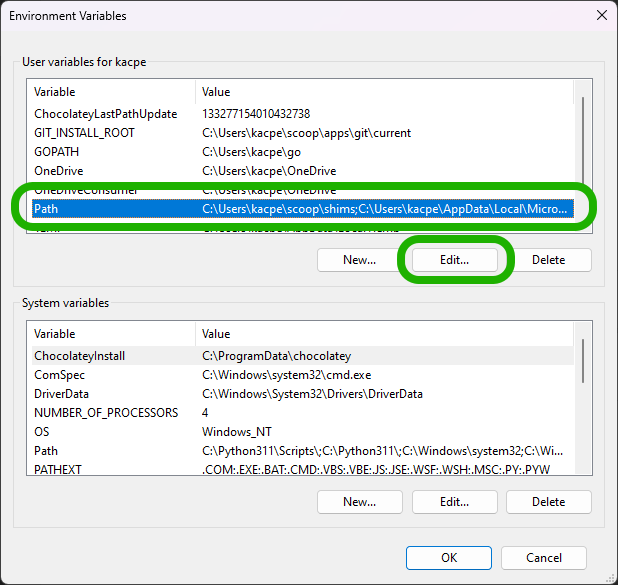 Environment Variables
User variables for kacpe
Variable Value
ChocolateyLastPathUpdate 133277154010432738
GIT_INSTALL_ROOT C:\Users\kacpe\scoop\apps\git\current
GOPATH C:\Users\kacpe\go
OneDrive C:\Users\kacpe\OneDrive
OneDriveConsumer C:\Users\kacpe\OneDrive
Path C:\Users\kacpe\scoop\shims;C:\Users\kacpe\AppData\Local\Micro...
New... Edit... Delete
System variables
Variable Value
ChocolateyInstall C:\ProgramData\chocolatey
ComSpec C:\Windows\system32\cmd.exe
DriverData C:\Windows\System32\Drivers\DriverData
NUMBER_OF_PROCESSORS 4
OS Windows_NT
Path C:\Python311\Scripts\;C:\Python311\;C:\Windows\system32;C:\Wi...
PATHEXT .COM;.EXE;.BAT;.CMD;.VBS;.VBE;.JS;.JSE;.WSF;.WSH;.MSC;.PY;.PYW
New... Edit... Delete
OK Cancel